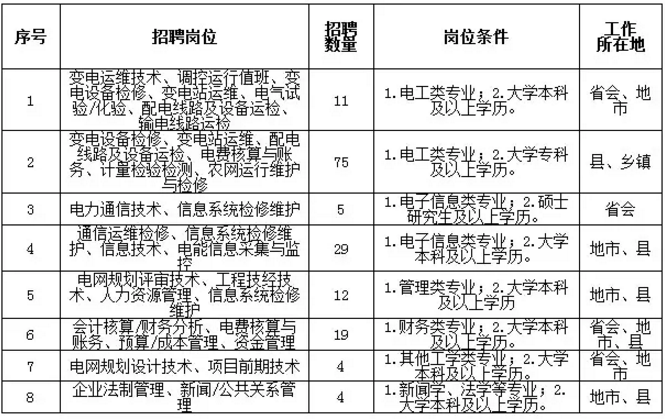 序号
招聘岗位
招聘
数量
岗位条件
工作
所在地
1
变电运维技术、调控运行值班、变
电设备检修、变电站运维、电气试
验/化验、配电线路及设备运检、
输电线路运检
11
1.电工类专业；2.大学本科
及以上学历。
省会、地
市
2
变电设备检修、变电站运维、配电
线路及设备运检、电费核算与账
务、计量检验检测、农网运行维护
与检修
75
1.电工类专业；2.大学专科
及以上学历。
县、乡镇
3
电力通信技术、信息系统检修维护
5
1.电子信息类专业；2.硕士
研究生及以上学历。
省会
4
通信运维检修、信息系统检修维
护、信息技术、电能信息采集与监
控
29
1.电子信息类专业；2.大学
本科及以上学历。
地市、县
5
电网规划评审技术、工程技经技
术、人力资源管理、信息系统检修
维护
12
1.管理类专业；2.大学本科
及以上学历
地市、县
6
会计核算/财务分析、电费核算与
账务、预算/成本管理、资金管理
19
1.财务类专业；2.大学本科
及以上学历。
省会、地
市、县
7
电网规划设计技术、项目前期技术
4
1.其他工学类专业；2.大学
本科及以上学历。
省会、地
市
8
企业法制管理、新闻/公共关系管
理
4
1.新闻学、法学等专业；2.
大学本科及以上学历。
地市、县